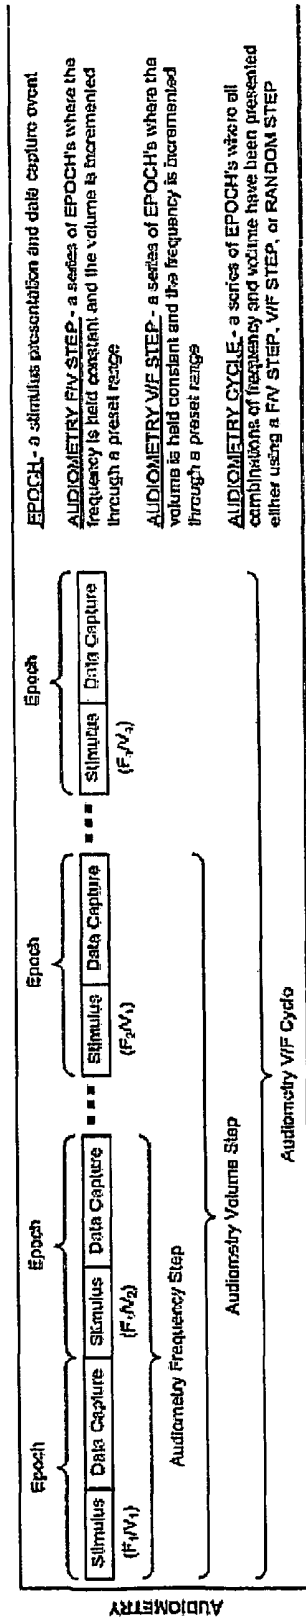 AUDIOMETRY
Epoch
Epoch
Epoch
Epoch
Stimulus Data Capture Stimulus Data Capture
Stimulus Data Capture
Stimulus Data Capture
(F₁/V₁)
(F₁/V₂)
(F₂/V₁)
Audiometry Frequency Step
Audiometry Volume Step
Audiometry V/F Cycle
EPOCH - a stimulus presentation and data capture event
AUDIOMETRY F/V STEP - a series of EPOCH's where the
frequency is held constant and the volume is incremented
through a preset range
AUDIOMETRY V/F STEP - a series of EPOCH's where the
volume is held constant and the frequency is incremented
through a preset range
AUDIOMETRY CYCLE - a series of EPOCH's where all
combinations of frequency and volume have been presented
either using a F/V STEP, V/F STEP, or RANDOM STEP